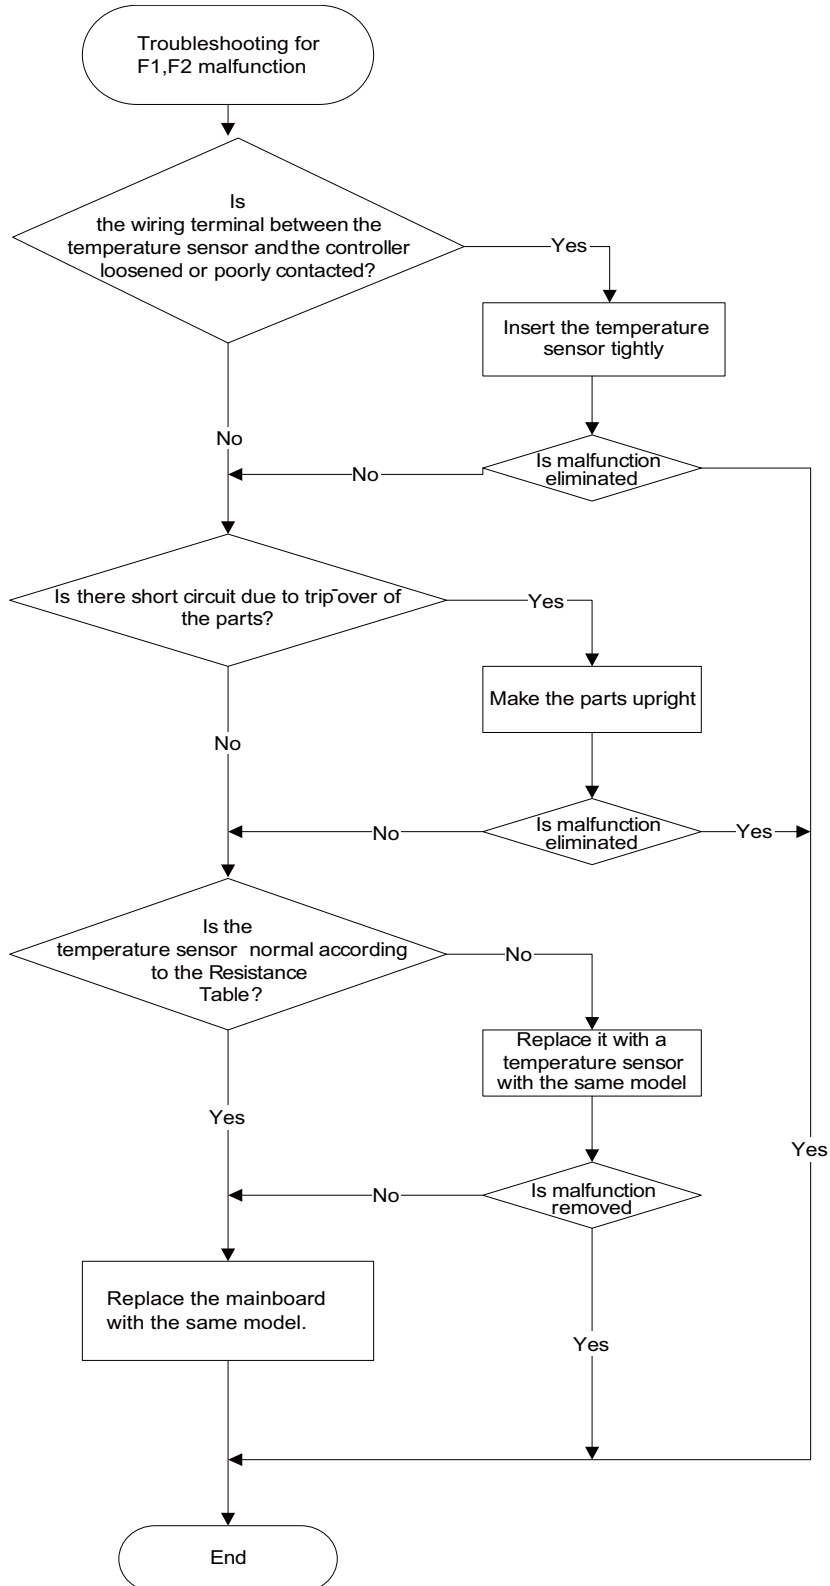 Troubleshooting for
F1,F2 malfunction
Is
the wiring terminal between the
temperature sensor and the controller
loosened or poorly contacted?
Yes
Insert the temperature
sensor tightly
No
Is malfunction
eliminated
No
Is there short circuit due to trip-over of
the parts?
Yes
Make the parts upright
No
Is malfunction
eliminated
No
Yes
Is the
temperature sensor normal according
to the Resistance
Table?
No
Replace it with a
temperature sensor
with the same model
Yes
Yes
Is malfunction
removed
No
Replace the mainboard
with the same model.
Yes
End